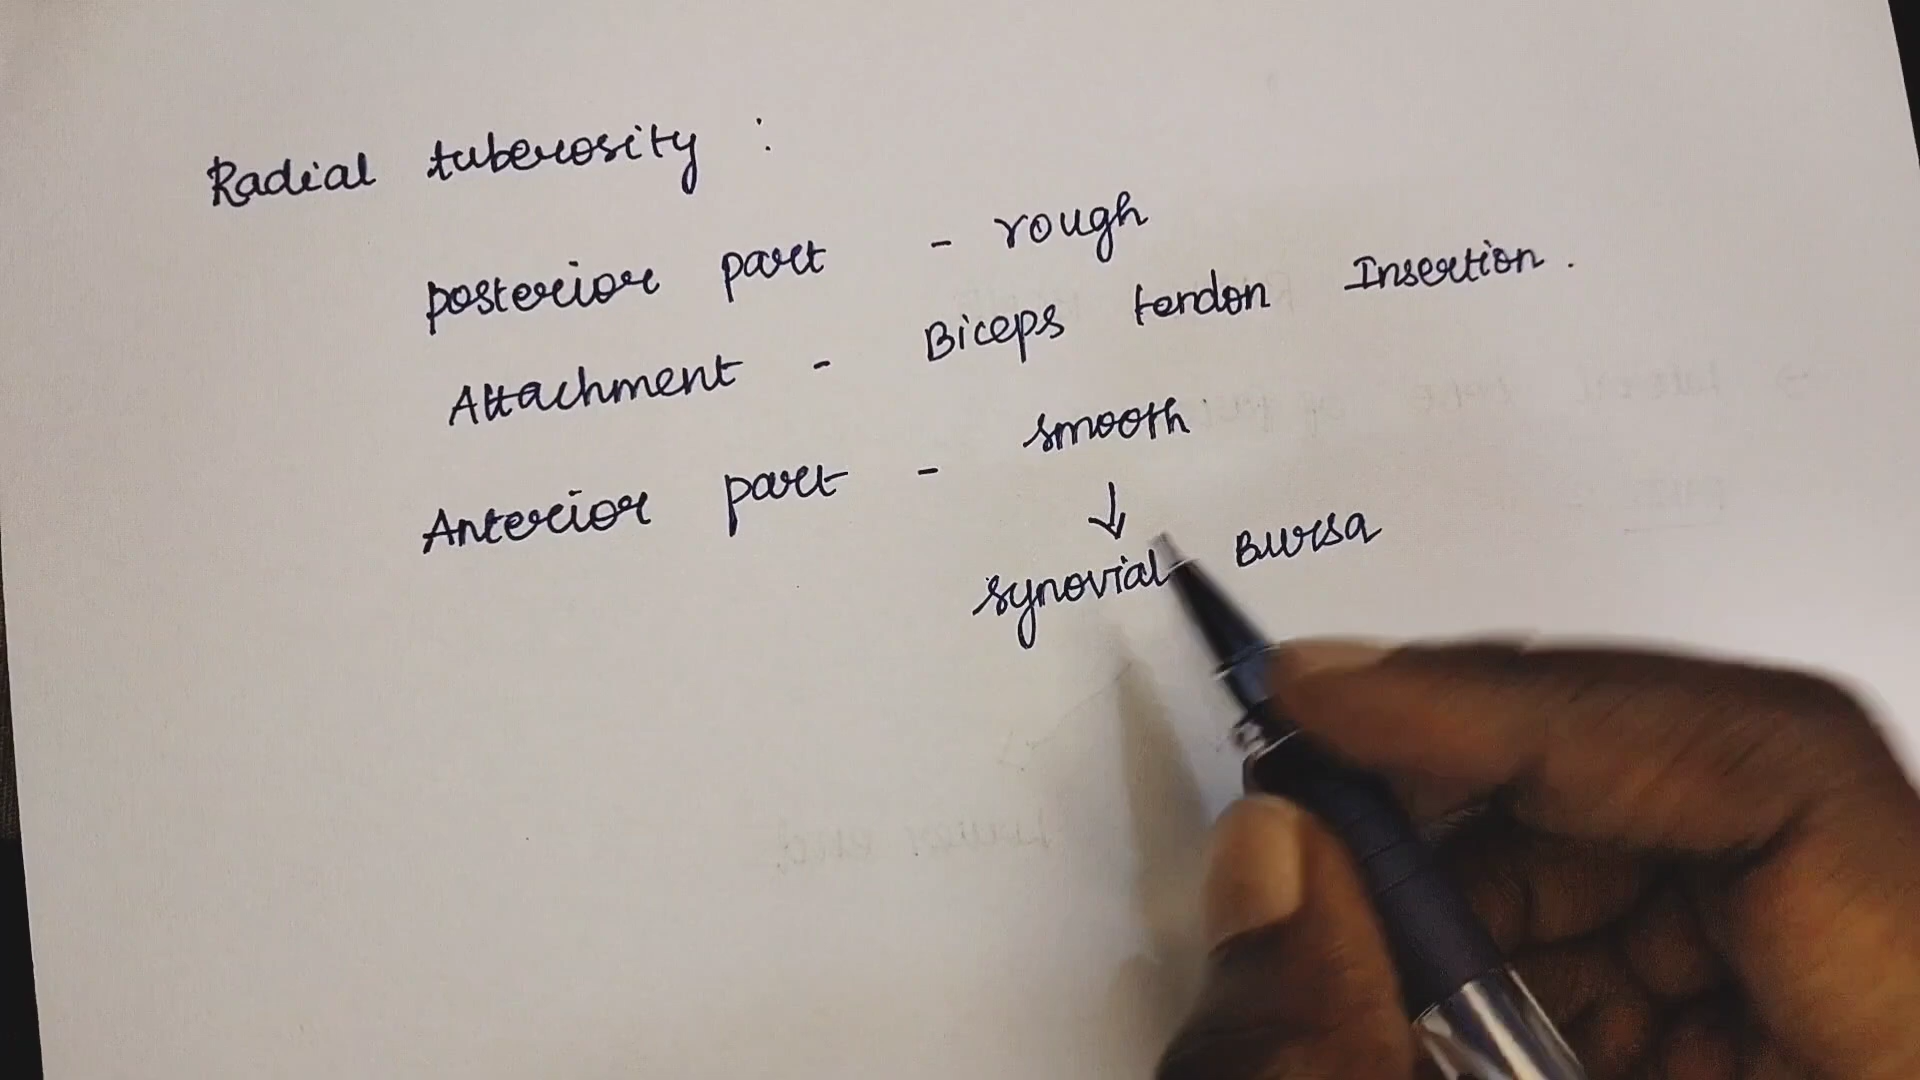 Radial tuberosity :
posterior part - rough
Attachment - Biceps tendon Insertion .
Anterior part - smooth
↓
synovial Bursa